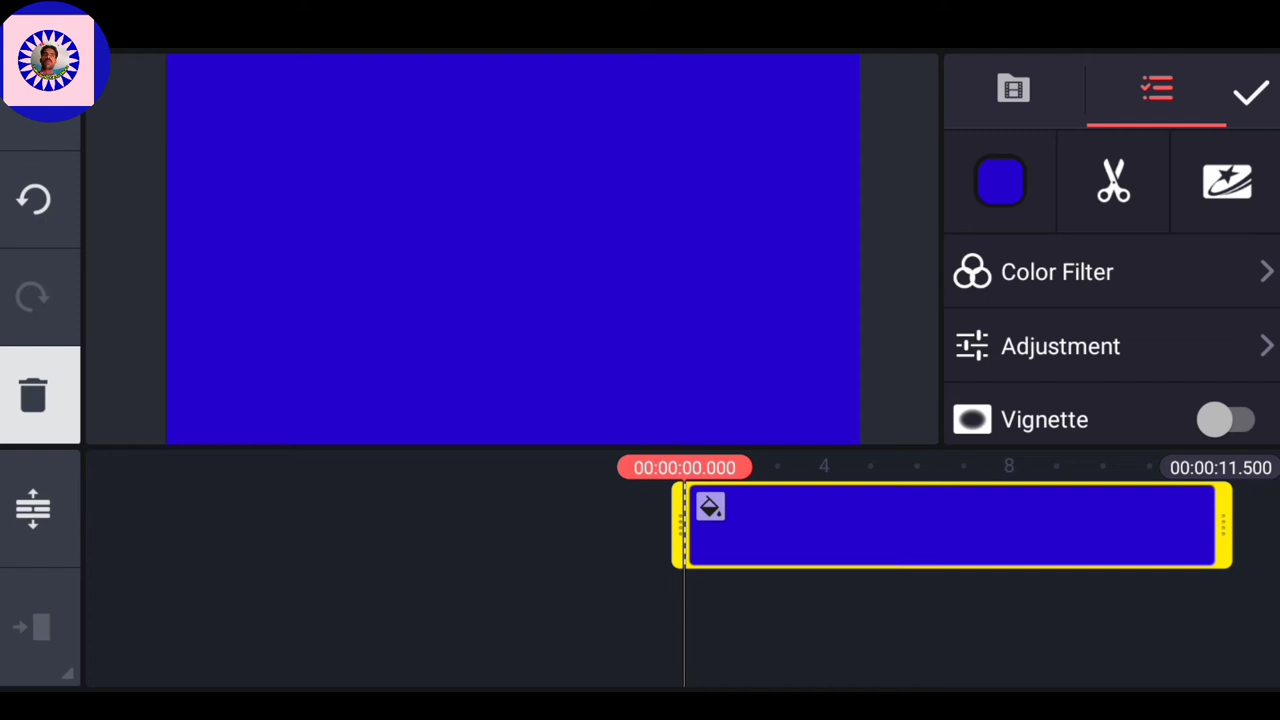 Color Filter
Adjustment
Vignette
00:00:00.000
4
8
00:00:11.500